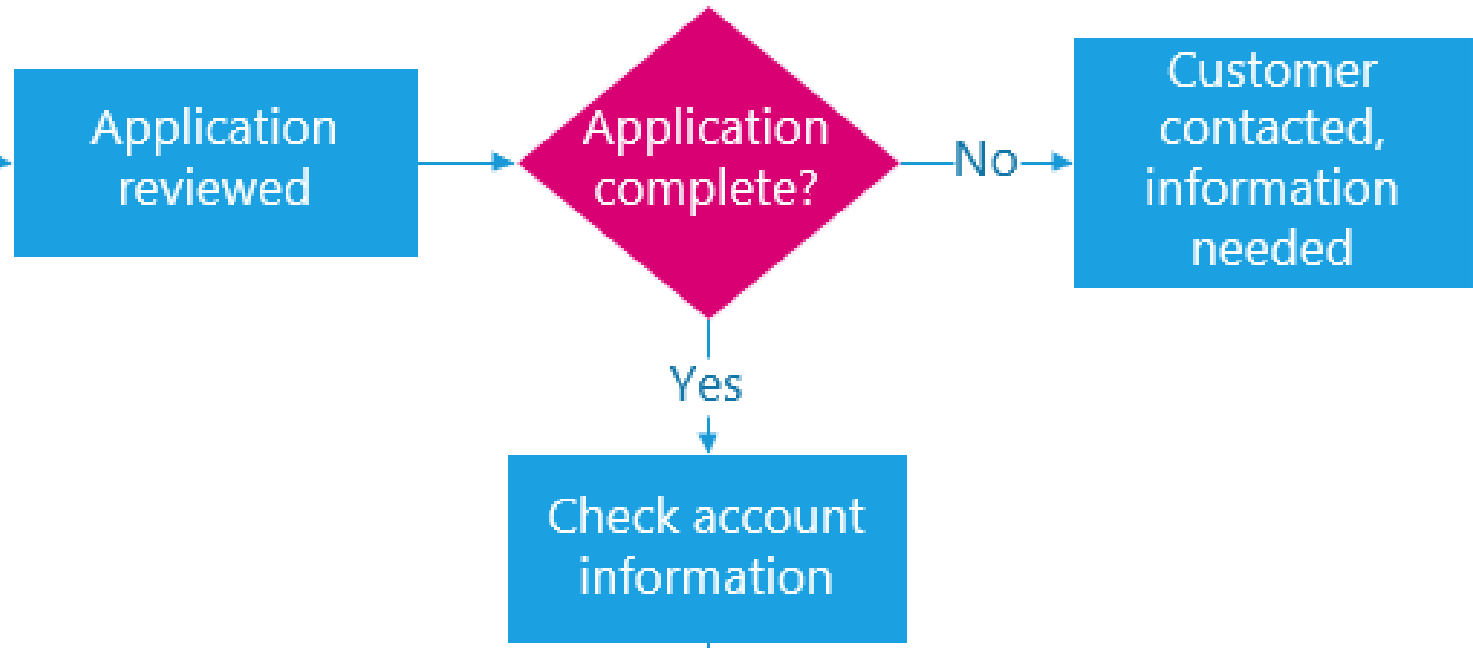 Application
reviewed
Application
complete?
No
Customer
contacted,
information
needed
Yes
Check account
information